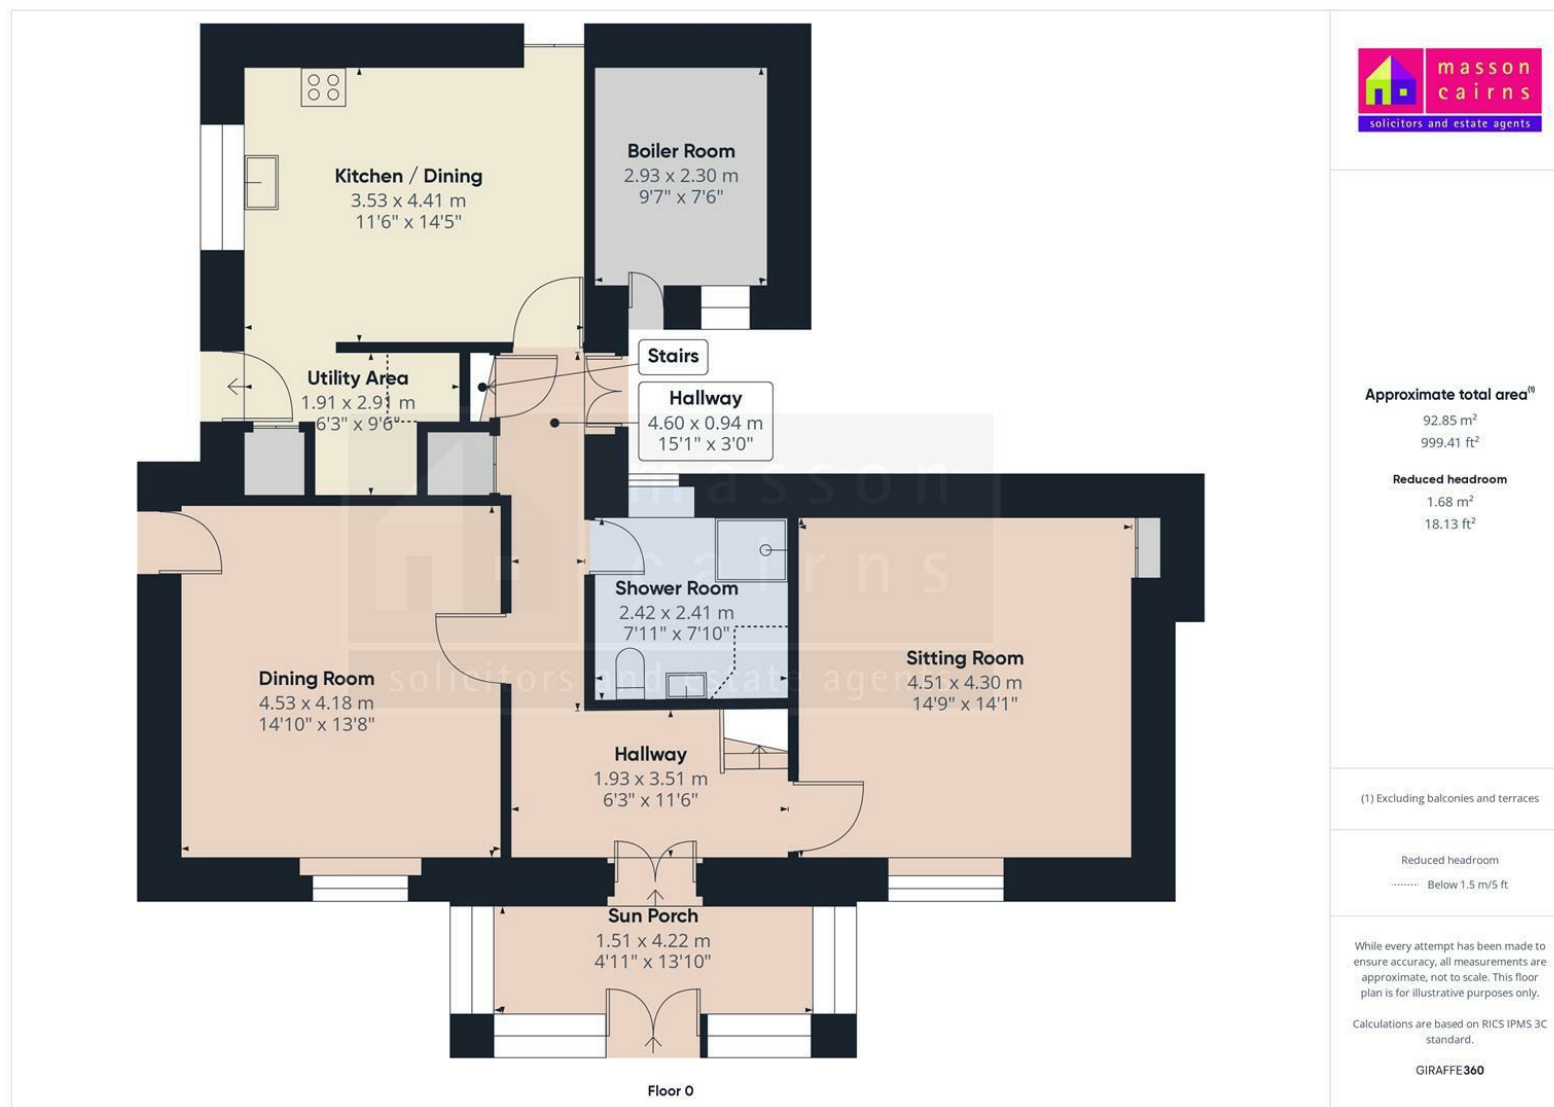 Kitchen / Dining
3.53 x 4.41 m
11'6" x 14'5"
Boiler Room
2.93 x 2.30 m
9'7" x 7'6"
Stairs
Utility Area
1.91 x 2.91 m
6'3" x 9'6"
Hallway
4.60 x 0.94 m
15'1" x 3'0"
masson
cairns
solicitors and estate agents
Shower Room
2.42 x 2.41 m
7'11" x 7'10"
Dining Room
4.53 x 4.18 m
14'10" x 13'8"
Sitting Room
4.51 x 4.30 m
14'9" x 14'1"
Hallway
1.93 x 3.51 m
6'3" x 11'6"
Sun Porch
1.51 x 4.22 m
4'11" x 13'10"
Floor 0
masson
cairns
solicitors and estate agents
Approximate total area(1)
92.85 m²
999.41 ft²
Reduced headroom
1.68 m²
18.13 ft²
(1) Excluding balconies and terraces
Reduced headroom
Below 1.5 m/5 ft
While every attempt has been made to
ensure accuracy, all measurements are
approximate, not to scale. This floor
plan is for illustrative purposes only.
Calculations are based on RICS IPMS 3C
standard.
GIRAFFE360